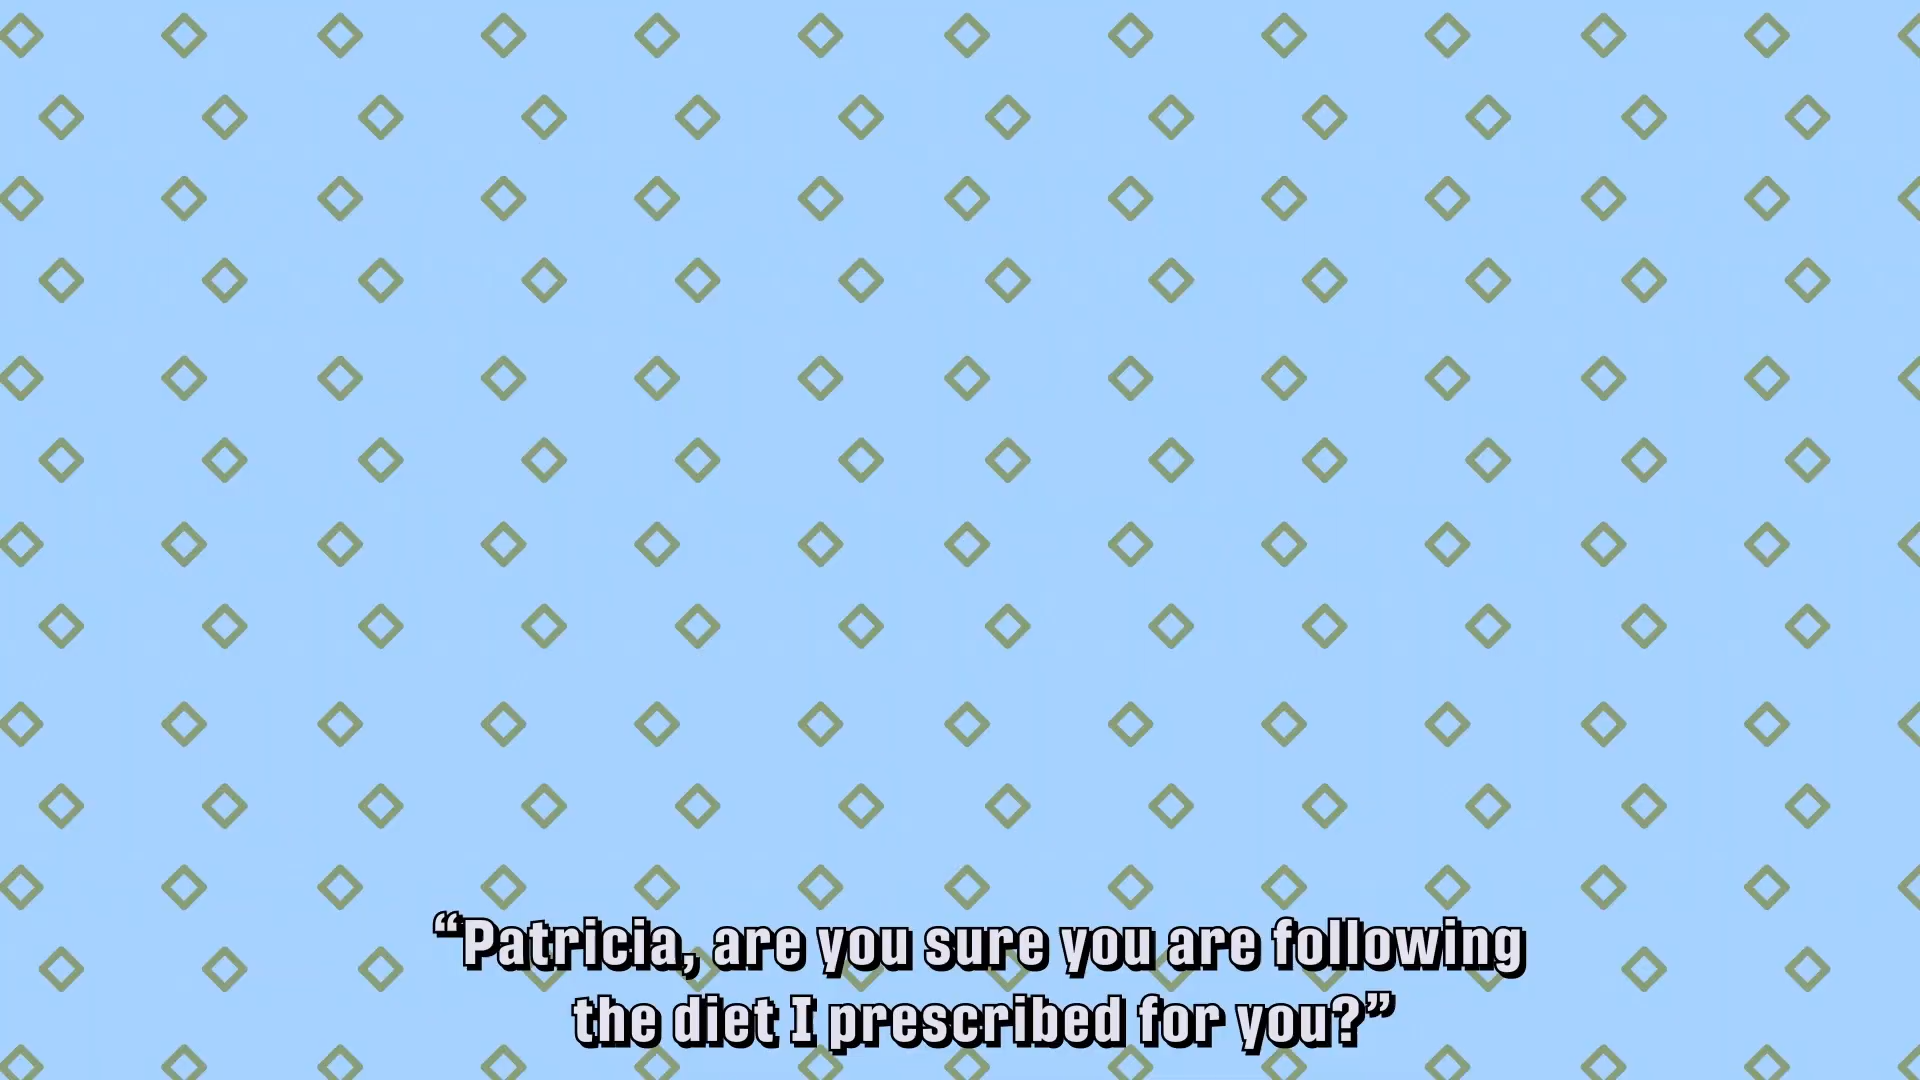 “Patricia, are you sure you are following
the diet I prescribed for you?”